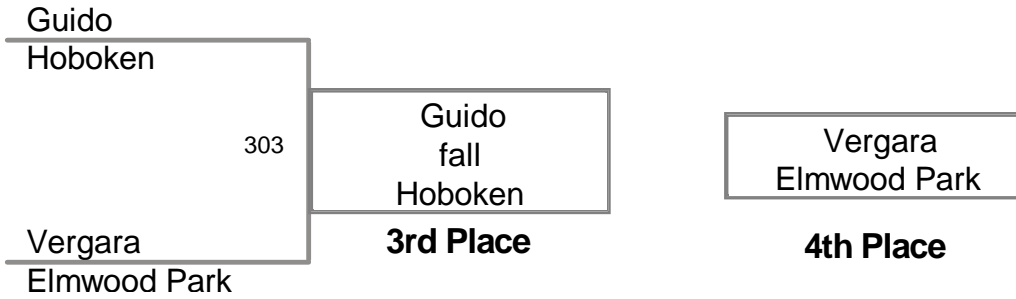 Guido
Hoboken
303
Guido
fall
Hoboken
3rd Place
Vergara
Elmwood Park
Vergara
Elmwood Park
4th Place